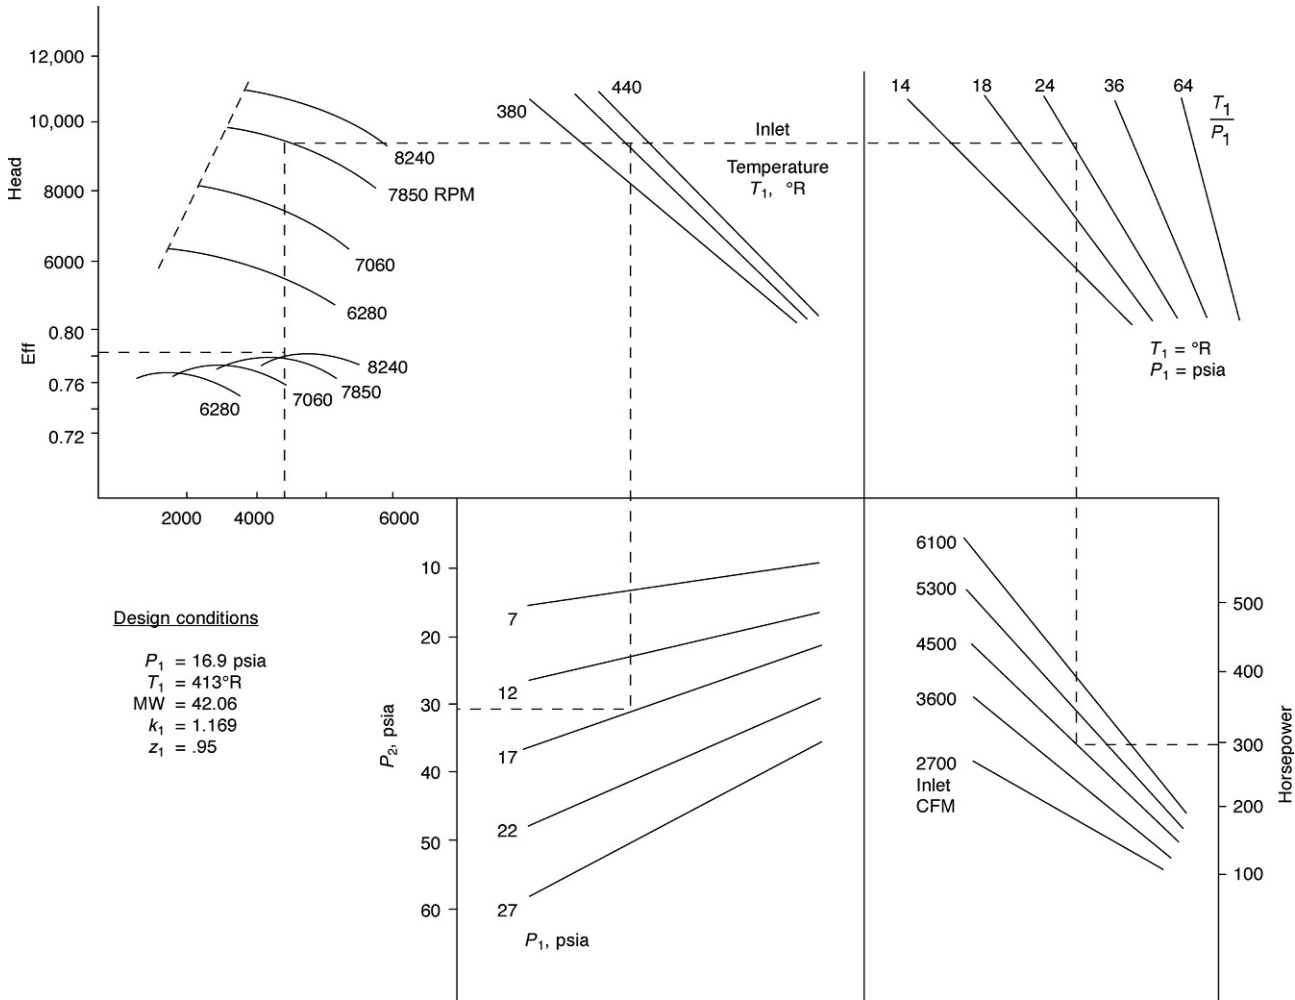 12,000
10,000
8000
6000
Head
0.80
0.76
0.72
Eff
8240
7850 RPM
7060
6280
8240
7850
7060
6280
2000 4000 6000
380
440
Inlet
Temperature
T1, °R
14 18 24 36 64
T1
P1
T1 = °R
P1 = psia
Design conditions
P1 = 16.9 psia
T1 = 413°R
MW = 42.06
k1 = 1.169
z1 = .95
10
20
30
40
50
60
P2, psia
7
12
17
22
27
P1, psia
6100
5300
4500
3600
2700
Inlet
CFM
500
400
300
200
100
Horsepower